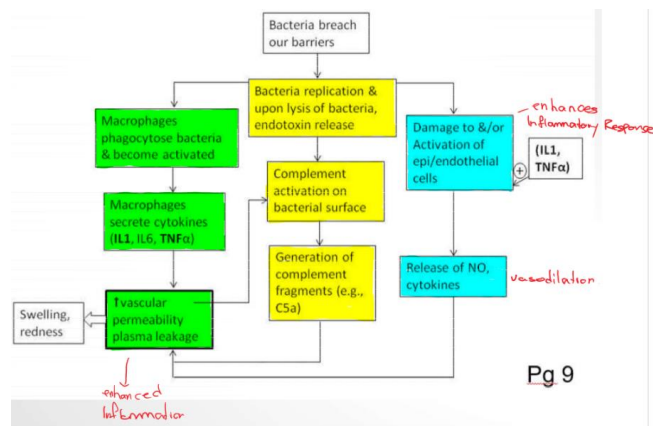 Bacteria breach
our barriers
Bacteria replication &
upon lysis of bacteria,
endotoxin release
Macrophages
phagocytose bacteria
& become activated
Damage to &/or
Activation of
epi/endothelial
cells
enhances
Inflammatory Response
(IL1,
TNFα)
+
Complement
activation on
bacterial surface
Macrophages
secrete cytokines
(IL1, IL6, TNFα)
Generation of
complement
fragments (e.g.,
C5a)
Release of NO,
cytokines
vasodilation
Swelling,
redness
↑vascular
permeability
plasma leakage
enhanced
Inflammation
Pg 9